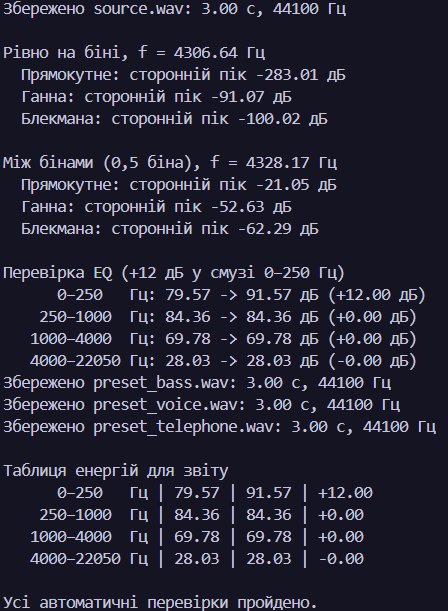 Збережено source.wav: 3.00 с, 44100 Гц
Рівно на біні, f = 4306.64 Гц
Прямокутне: сторонній пік -283.01 дБ
Ганна: сторонній пік -91.07 дБ
Блекмана: сторонній пік -100.02 дБ
Між бінами (0,5 біна), f = 4328.17 Гц
Прямокутне: сторонній пік -21.05 дБ
Ганна: сторонній пік -52.63 дБ
Блекмана: сторонній пік -62.29 дБ
Перевірка EQ (+12 дБ у смузі 0–250 Гц)
0–250 Гц: 79.57 -> 91.57 дБ (+12.00 дБ)
250–1000 Гц: 84.36 -> 84.36 дБ (+0.00 дБ)
1000–4000 Гц: 69.78 -> 69.78 дБ (+0.00 дБ)
4000–22050 Гц: 28.03 -> 28.03 дБ (-0.00 дБ)
Збережено preset_bass.wav: 3.00 с, 44100 Гц
Збережено preset_voice.wav: 3.00 с, 44100 Гц
Збережено preset_telephone.wav: 3.00 с, 44100 Гц
Таблиця енергій для звіту
0–250 Гц | 79.57 | 91.57 | +12.00
250–1000 Гц | 84.36 | 84.36 | +0.00
1000–4000 Гц | 69.78 | 69.78 | +0.00
4000–22050 Гц | 28.03 | 28.03 | -0.00
Усі автоматичні перевірки пройдено.